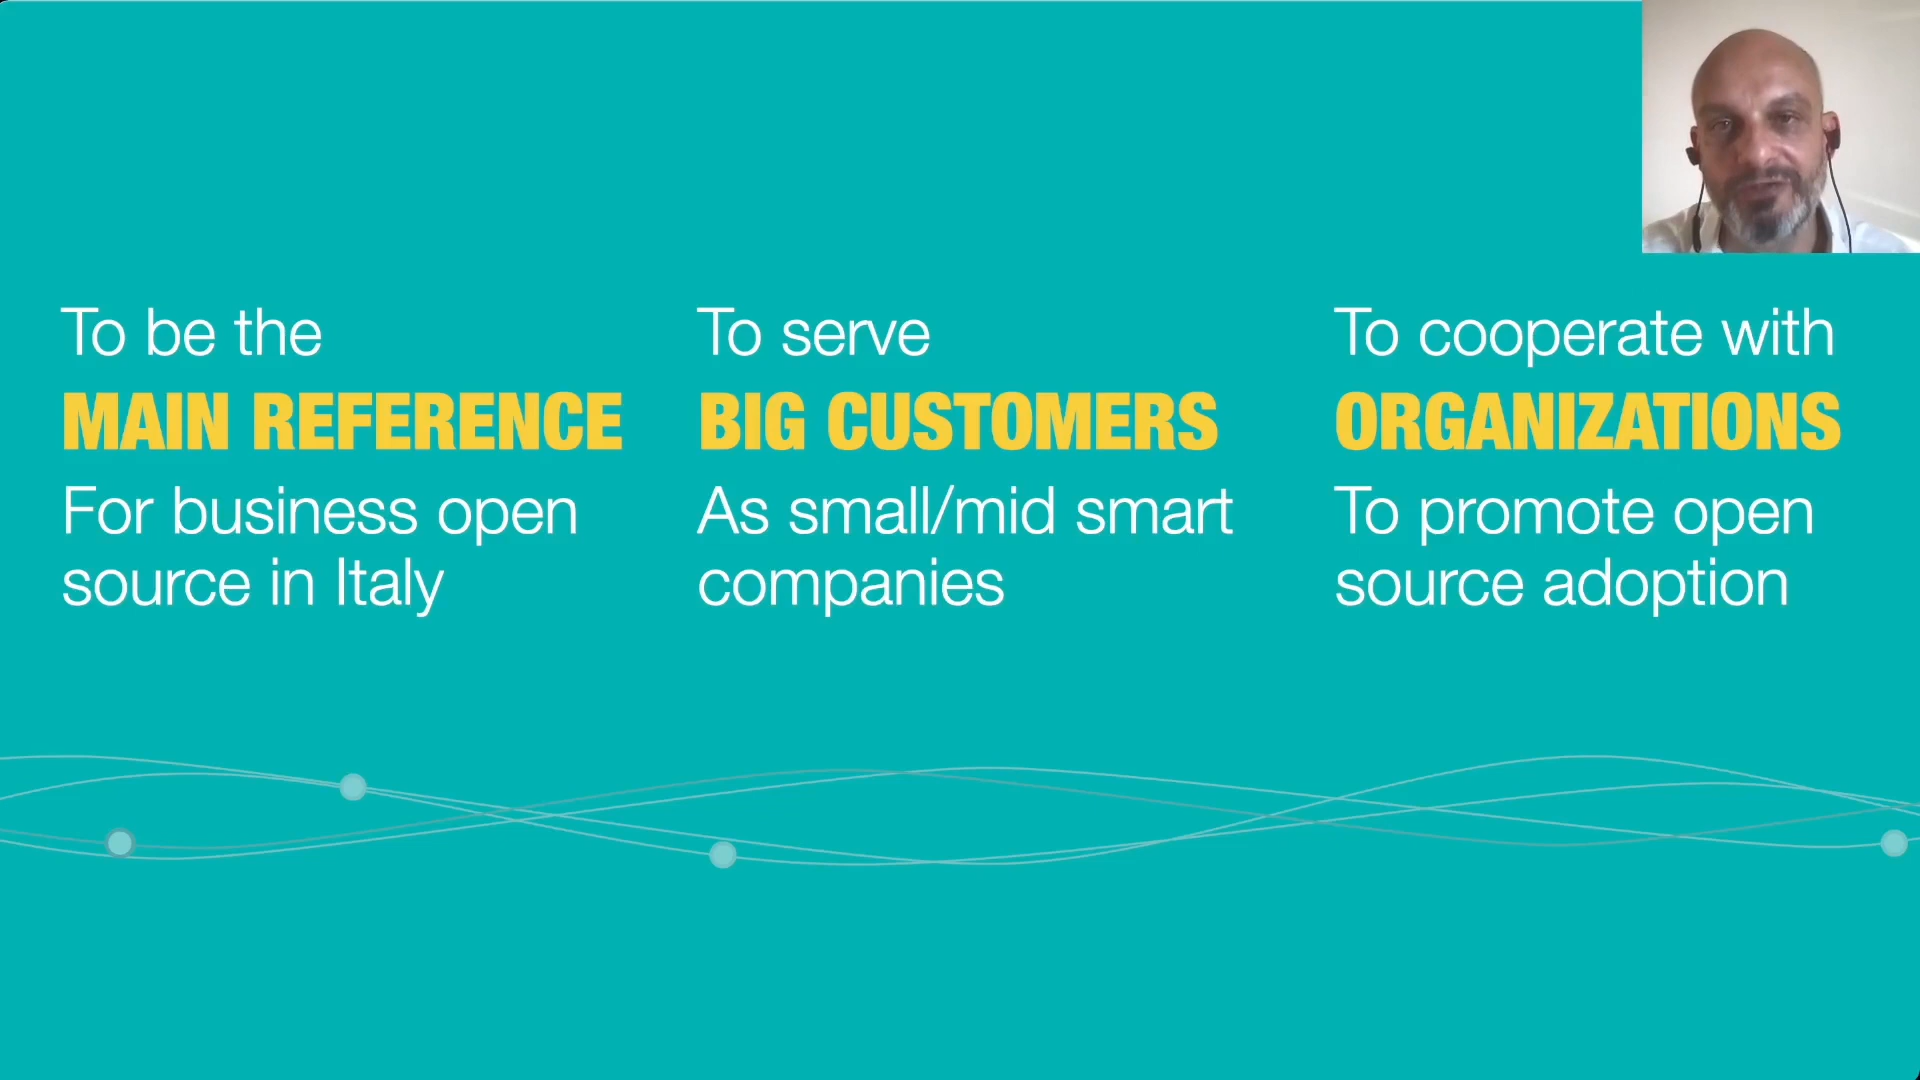 To be the
MAIN REFERENCE
For business open
source in Italy
To serve
BIG CUSTOMERS
As small/mid smart
companies
To cooperate with
ORGANIZATIONS
To promote open
source adoption